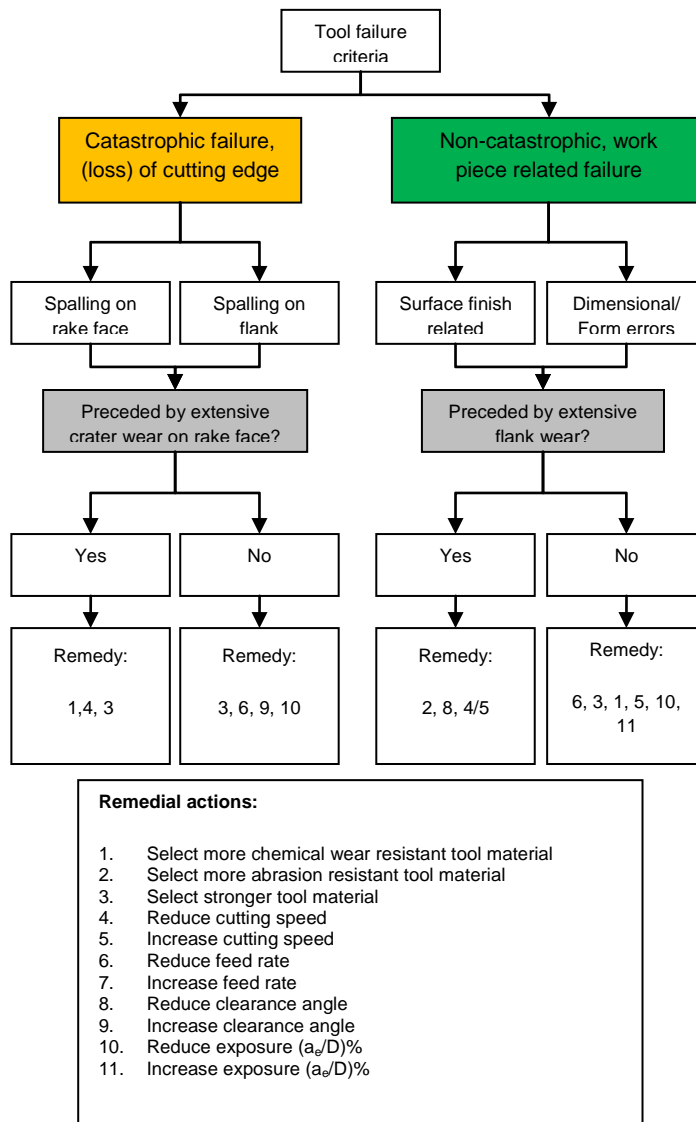 Tool failure
criteria
Catastrophic failure,
(loss) of cutting edge
Non-catastrophic, work
piece related failure
Spalling on
rake face
Spalling on
flank
Surface finish
related
Dimensional/
Form errors
Preceded by extensive
crater wear on rake face?
Preceded by extensive
flank wear?
Yes
No
Yes
No
Remedy:
1,4, 3
Remedy:
3, 6, 9, 10
Remedy:
2, 8, 4/5
Remedy:
6, 3, 1, 5, 10,
11
Remedial actions:
1. Select more chemical wear resistant tool material
2. Select more abrasion resistant tool material
3. Select stronger tool material
4. Reduce cutting speed
5. Increase cutting speed
6. Reduce feed rate
7. Increase feed rate
8. Reduce clearance angle
9. Increase clearance angle
10. Reduce exposure (aₑ/D)%
11. Increase exposure (aₑ/D)%